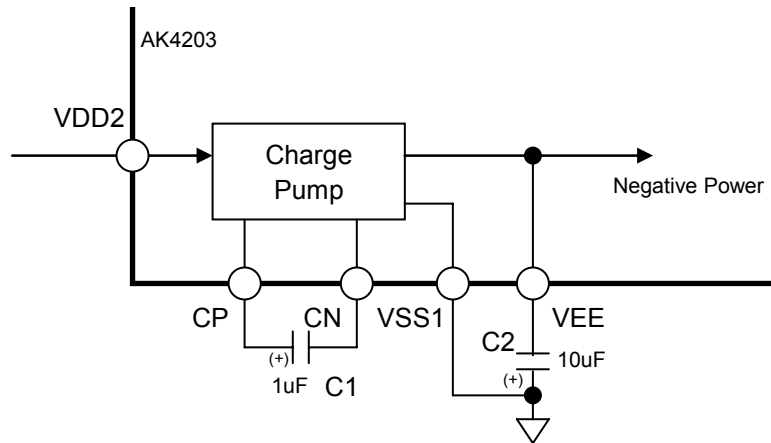 AK4203
VDD2
Charge
Pump
Negative Power
CP
CN
VSS1
VEE
(+)
1uF
C1
C2
10uF
(+)